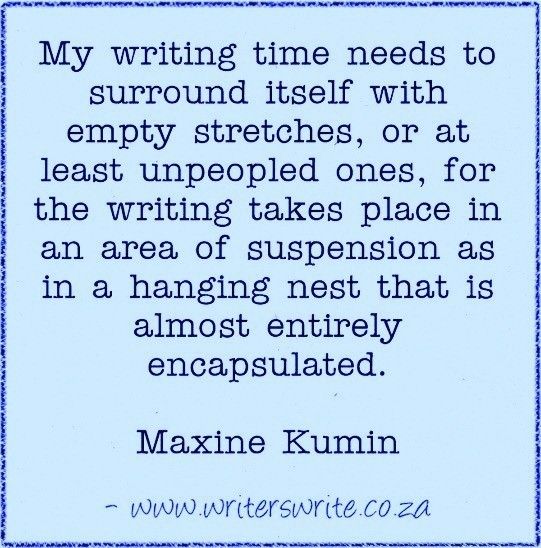 My writing time needs to
surround itself with
empty stretches, or at
least unpeopled ones, for
the writing takes place in
an area of suspension as
in a hanging nest that is
almost entirely
encapsulated.
Maxine Kumin
- www.writerswrite.co.za